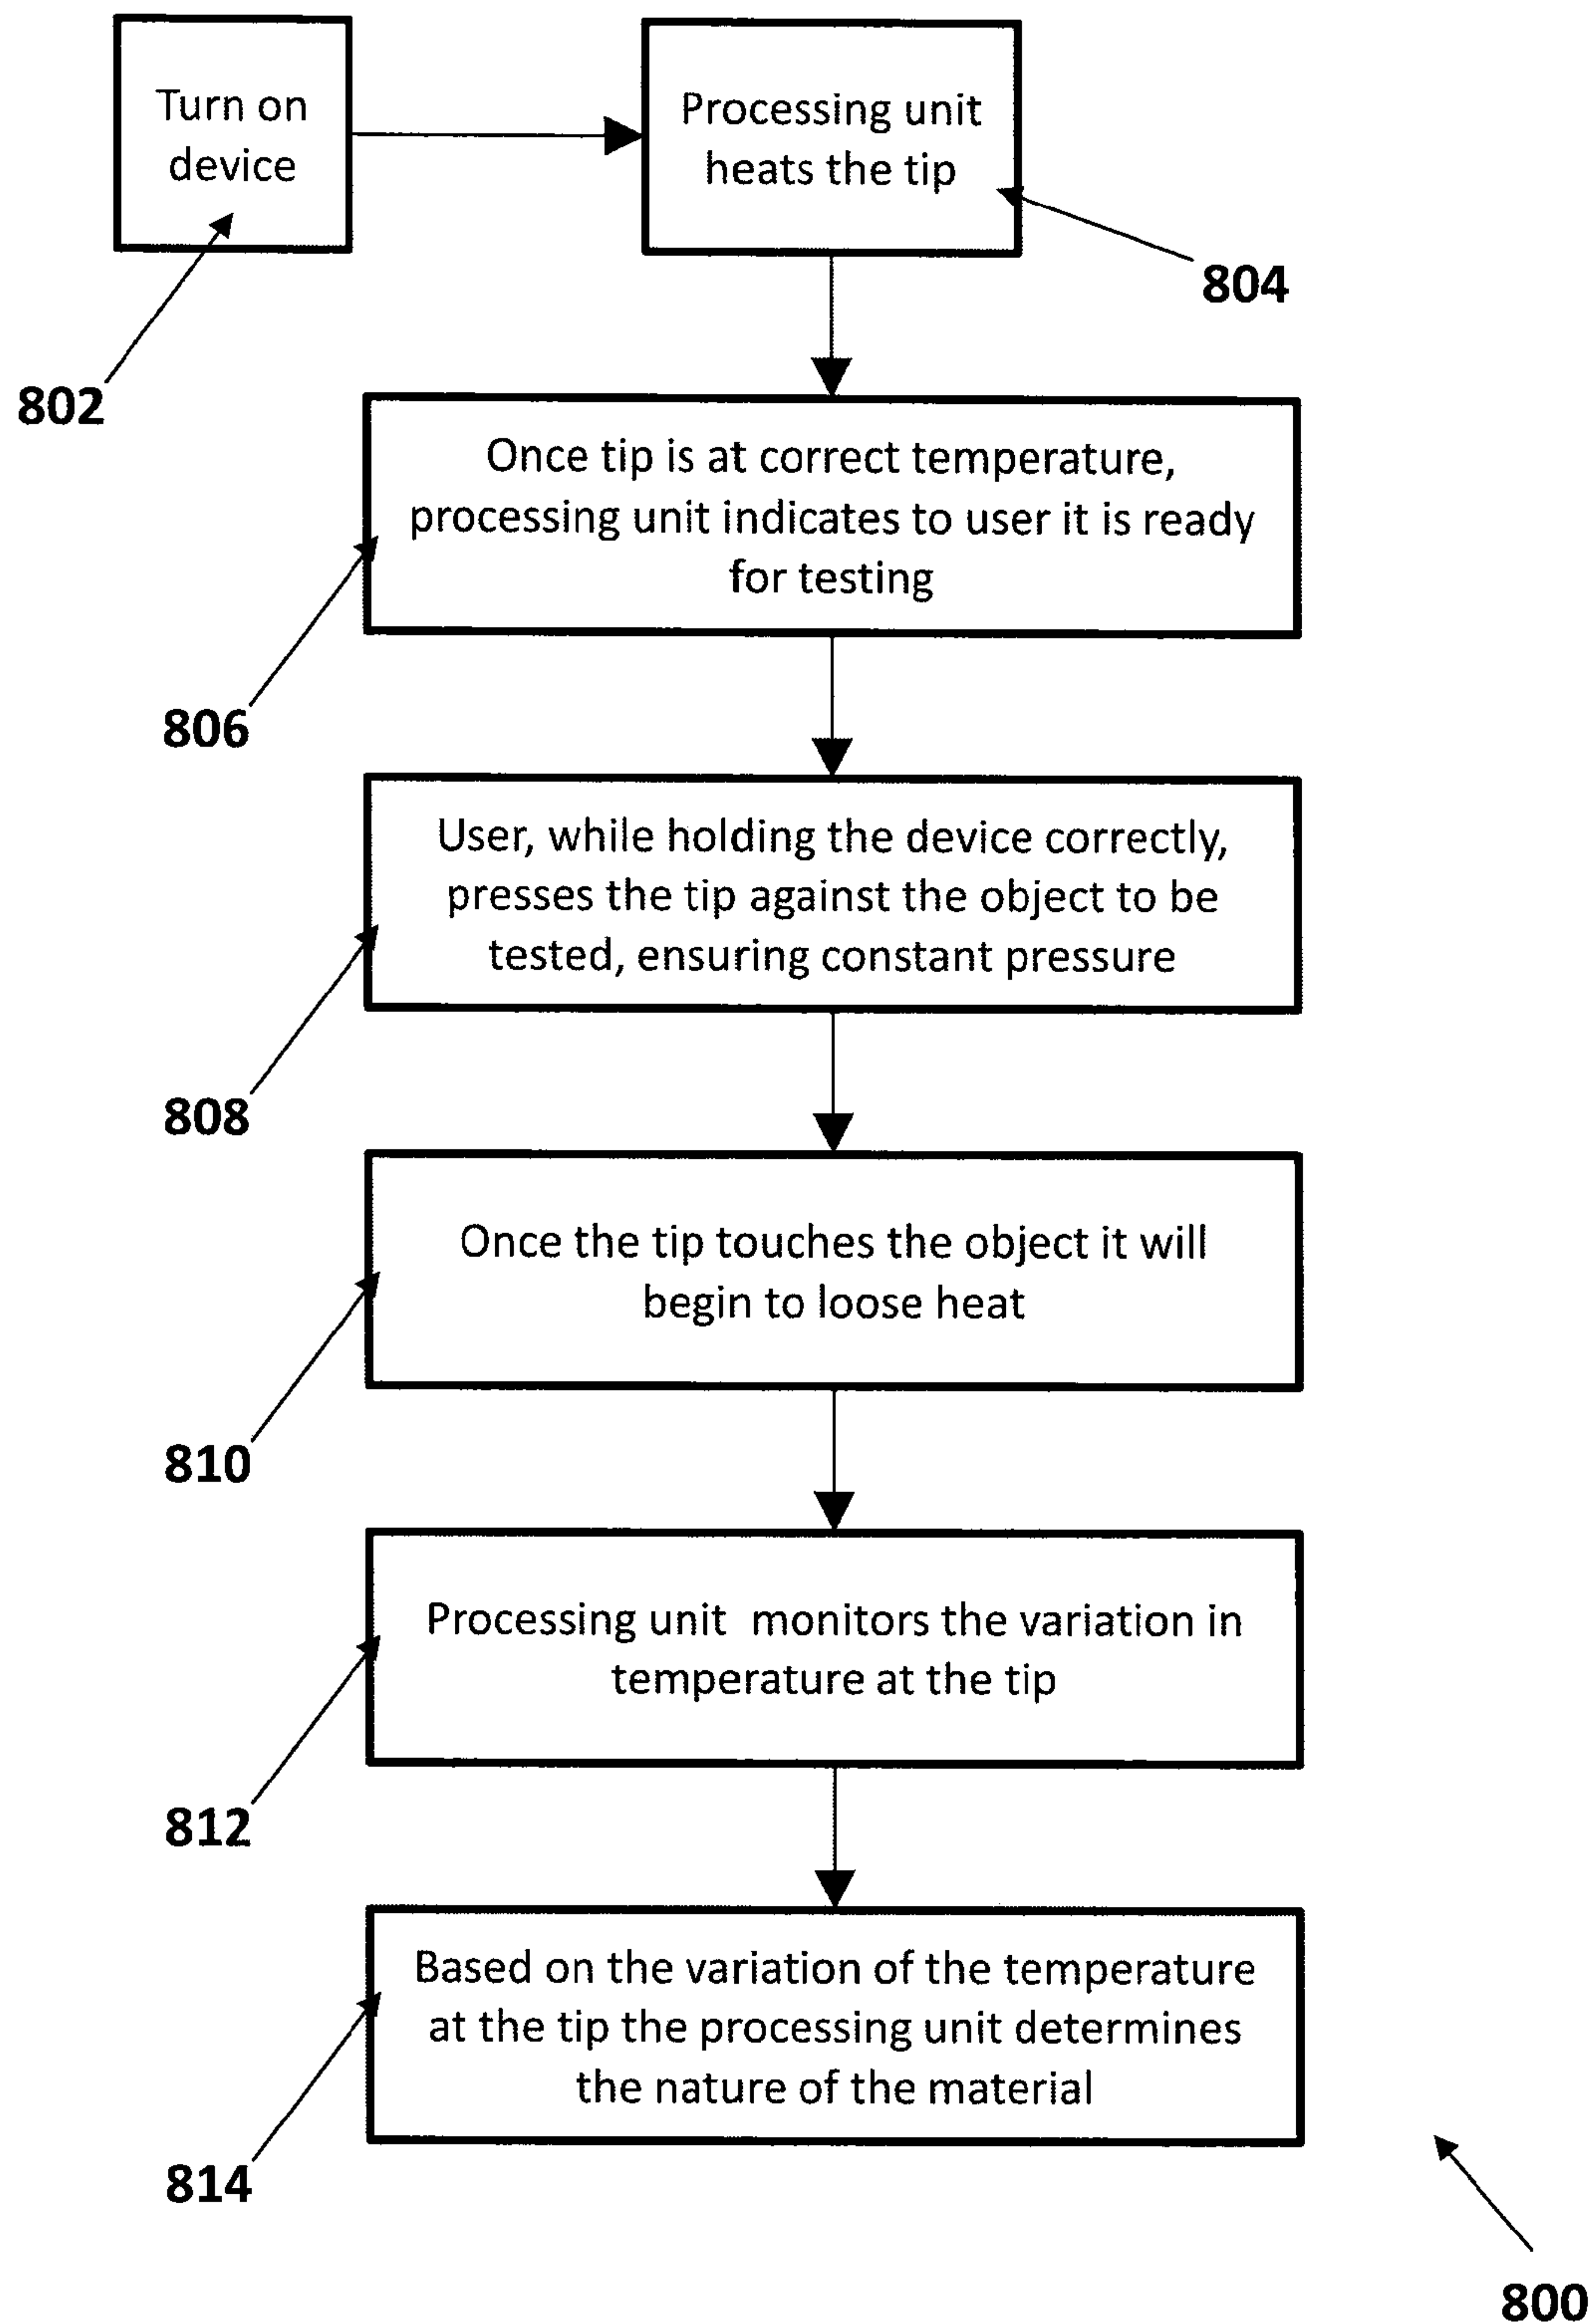 Turn on
device
802
Processing unit
heats the tip
804
Once tip is at correct temperature,
processing unit indicates to user it is ready
for testing
806
User, while holding the device correctly,
presses the tip against the object to be
tested, ensuring constant pressure
808
Once the tip touches the object it will
begin to loose heat
810
Processing unit monitors the variation in
temperature at the tip
812
Based on the variation of the temperature
at the tip the processing unit determines
the nature of the material
814
800